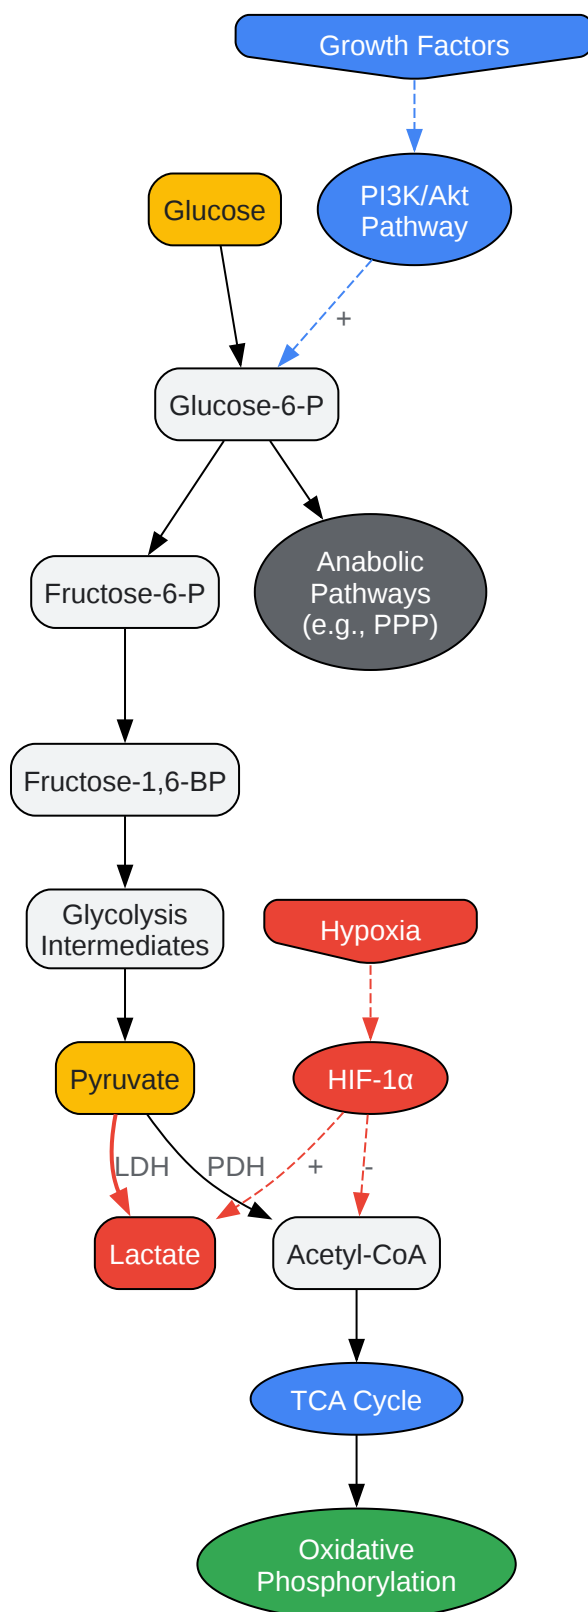 Growth Factors
PI3K/Akt
Pathway
Glucose
+
Glucose-6-P
Anabolic
Pathways
(e.g., PPP)
Fructose-6-P
Fructose-1,6-BP
Glycolysis
Intermediates
Hypoxia
Pyruvate
HIF-1α
LDH
PDH
+
-
Lactate
Acetyl-CoA
TCA Cycle
Oxidative
Phosphorylation